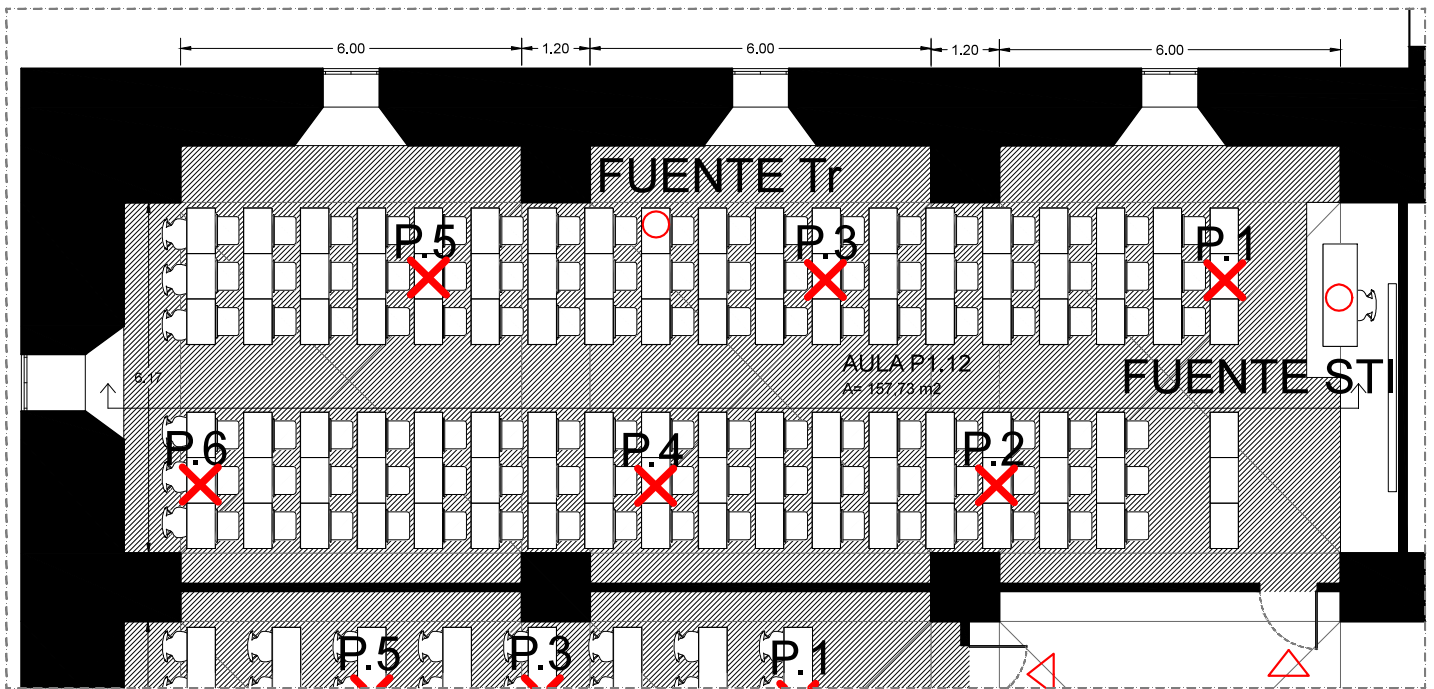 6.00 1.20 6.00 1.20 6.00
FUENTE Tr
P.5 P.3 P.1
AULA P1.12
A= 157,73 m2
6.17
FUENTE STI
P.6 P.4 P.2
P.5 P.3 P.1